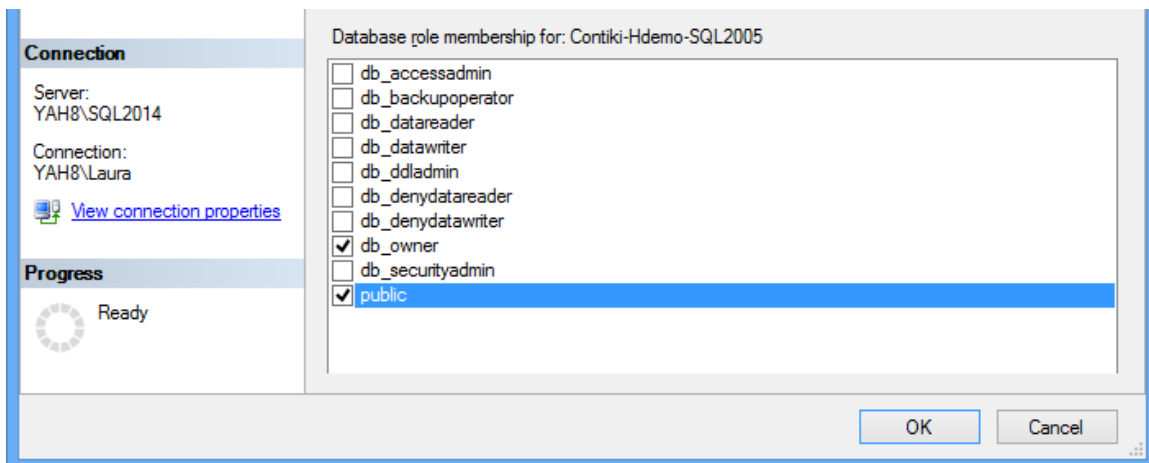 Connection
Server:
YAH8\SQL2014
Connection:
YAH8\Laura
View connection properties
Progress
Ready
Database role membership for: Contiki-Hdemo-SQL2005
db_accessadmin
db_backupoperator
db_datareader
db_datawriter
db_ddladmin
db_denydatareader
db_denydatawriter
db_owner
db_securityadmin
public
OK
Cancel